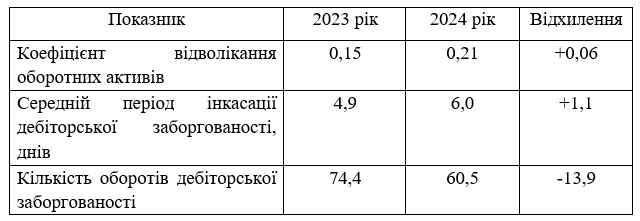 Показник 2023 рік 2024 рік Відхилення
Коефіцієнт відволікання
оборотних активів 0,15 0,21 +0,06
Середній період інкасації
дебіторської заборгованості,
днів 4,9 6,0 +1,1
Кількість оборотів дебіторської
заборгованості 74,4 60,5 -13,9